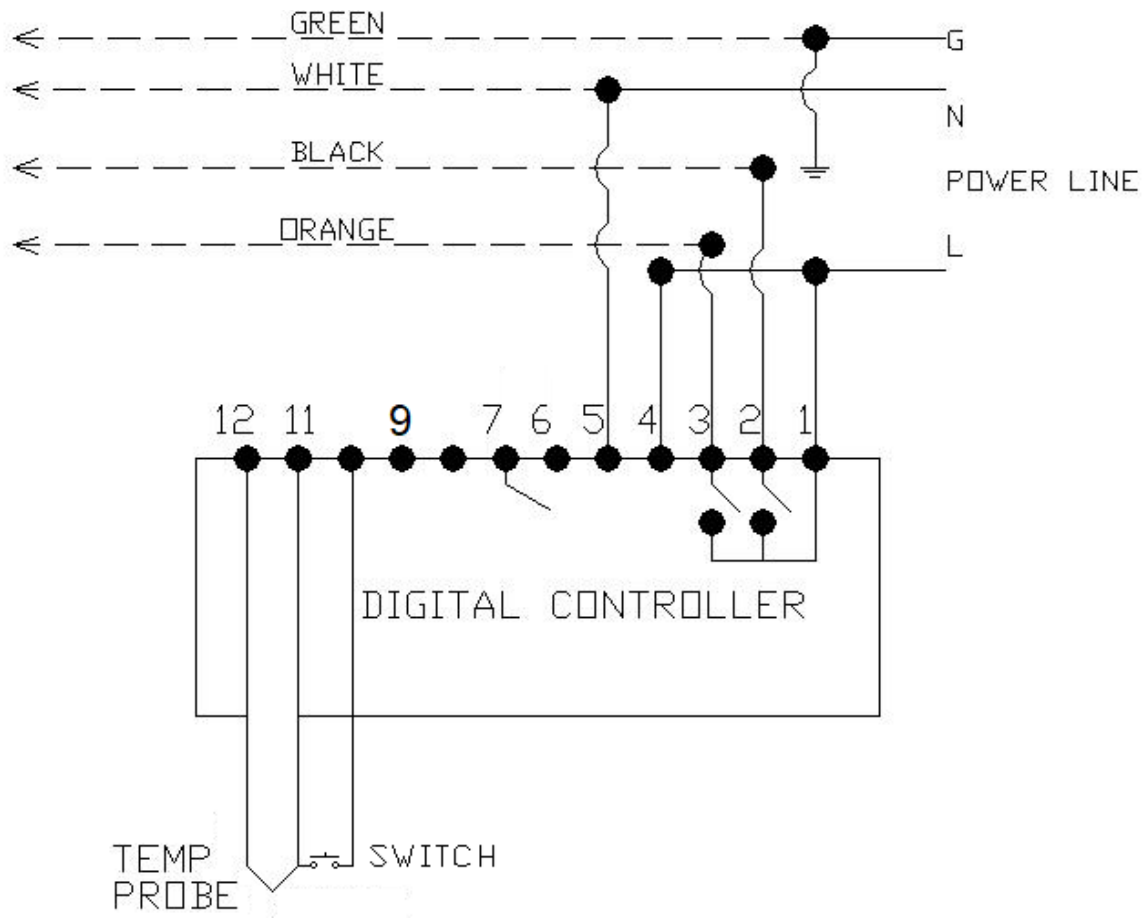 GREEN
G
WHITE
N
BLACK
POWER LINE
ORANGE
L
12 11 9 7 6 5 4 3 2 1
DIGITAL CONTROLLER
TEMP
PROBE
SWITCH